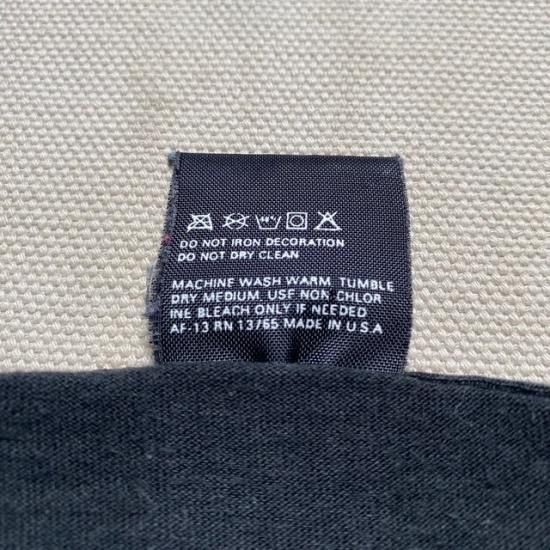 DO NOT IRON DECORATION
DO NOT DRY CLEAN
MACHINE WASH WARM, TUMBLE
DRY MEDIUM, USE NON CHLOR
INE BLEACH ONLY IF NEEDED
AF-13 RN 13765 MADE IN U.S.A